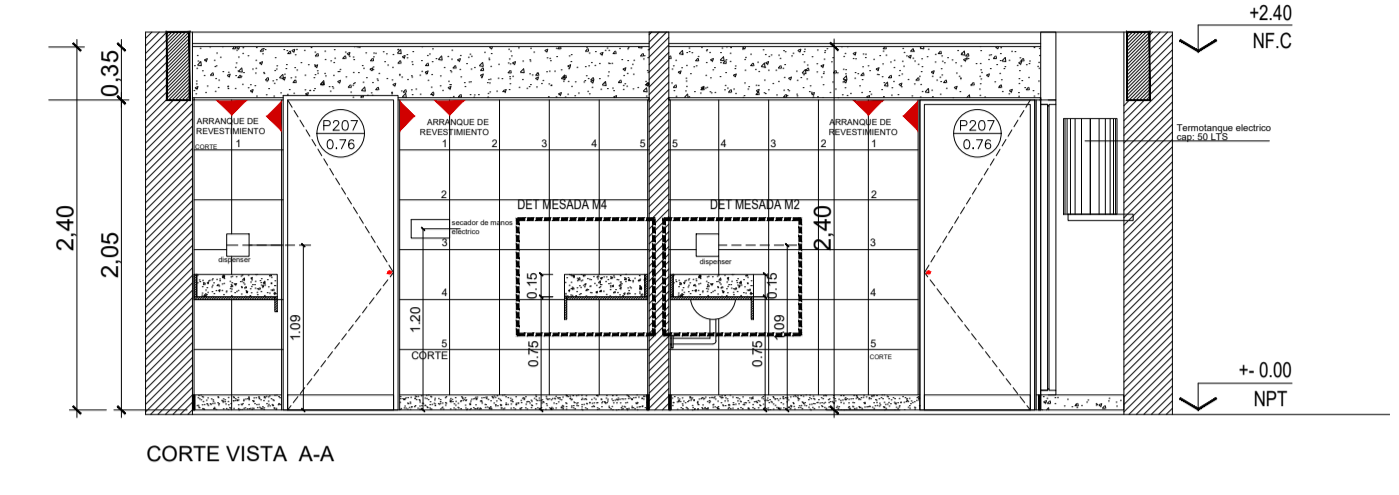 +2.40
NF.C
0,35
2,40
2,05
ARRANQUE DE
REVESTIMIENTO
CORTE
1
P207
0.76
ARRANQUE DE
REVESTIMIENTO
1 2 3 4 5
5 4 3 2 1
ARRANQUE DE
REVESTIMIENTO
P207
0.76
Termotanque electrico
cap: 50 LTS
2
3
4
5
CORTE
secador de manos
electrico
DET MESADA M4
DET MESADA M2
2,40
dispenser
dispenser
1.09
1.20
0.15
0.75
0.15
0.75
1.09
2
3
4
5
CORTE
+- 0.00
NPT
CORTE VISTA A-A